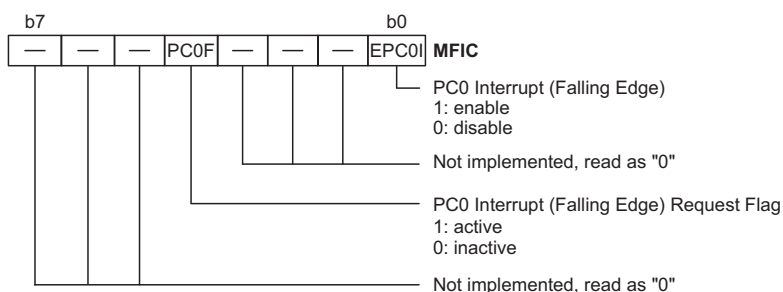 b7 b0
— — — PC0F — — — EPC0I MFIC
PC0 Interrupt (Falling Edge)
1: enable
0: disable
Not implemented, read as "0"
PC0 Interrupt (Falling Edge) Request Flag
1: active
0: inactive
Not implemented, read as "0"